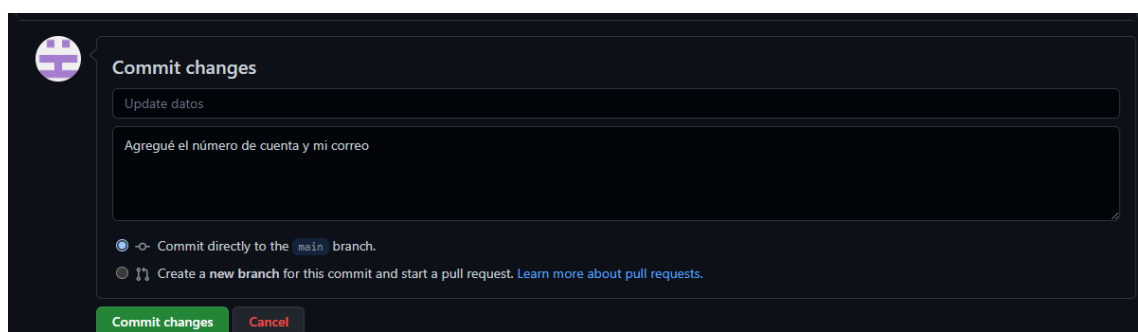 Commit changes
Update datos
Agregué el número de cuenta y mi correo
Commit directly to the main branch.
Create a new branch for this commit and start a pull request. Learn more about pull requests.
Commit changes Cancel